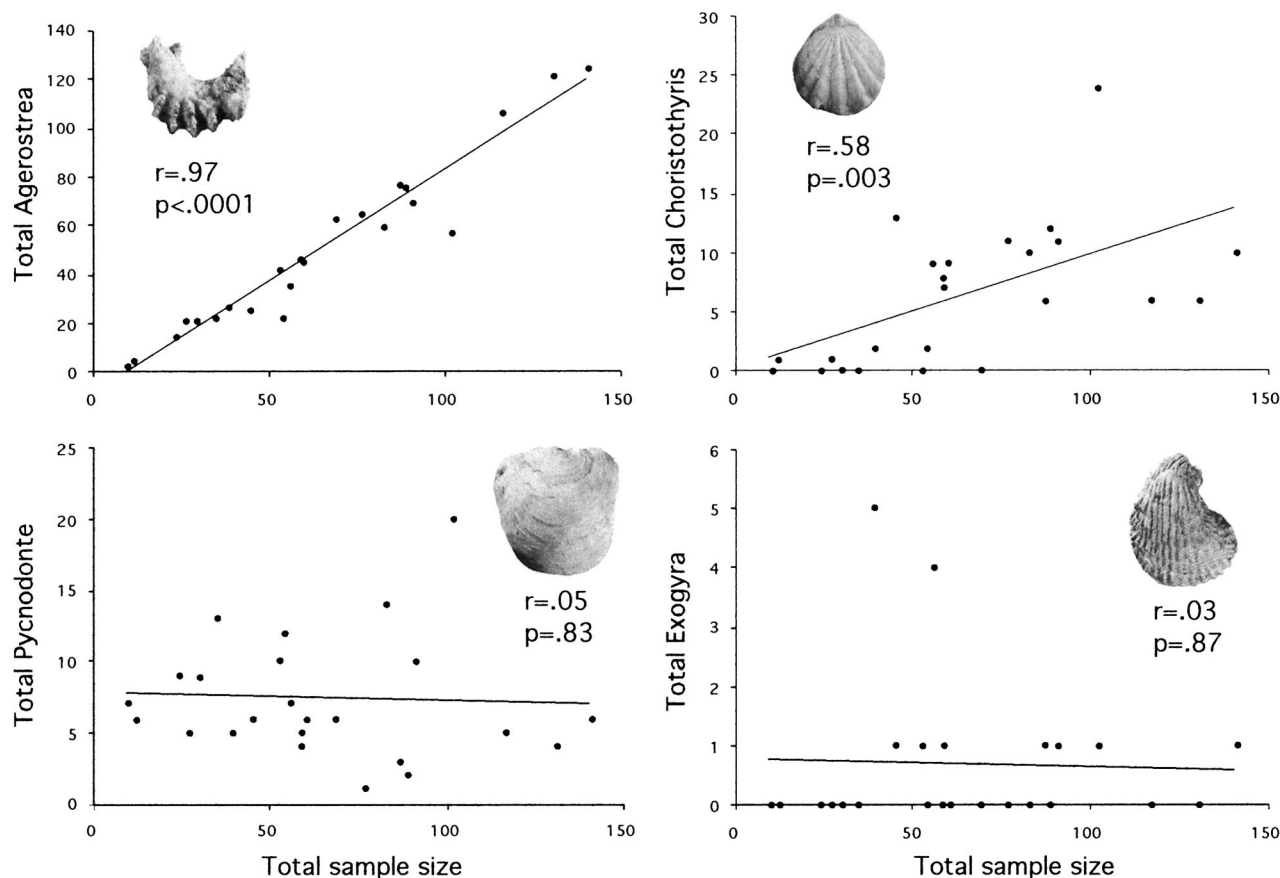 Total Agerostrea
140
120
100
80
60
40
20
0
r=.97
p<.0001
0 50 100 150
Total Choristothyris
30
25
20
15
10
5
0
r=.58
p=.003
0 50 100 150
Total Pycnodonte
25
20
15
10
5
0
r=.05
p=.83
0 50 100 150
Total sample size
Total Exogyra
6
5
4
3
2
1
0
r=.03
p=.87
0 50 100 150
Total sample size